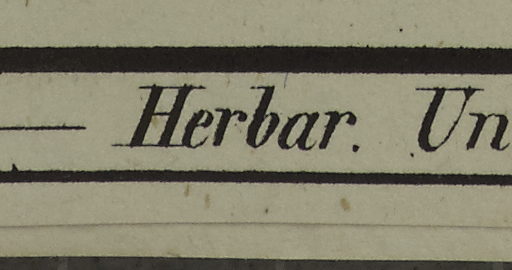 — Herbar. Un